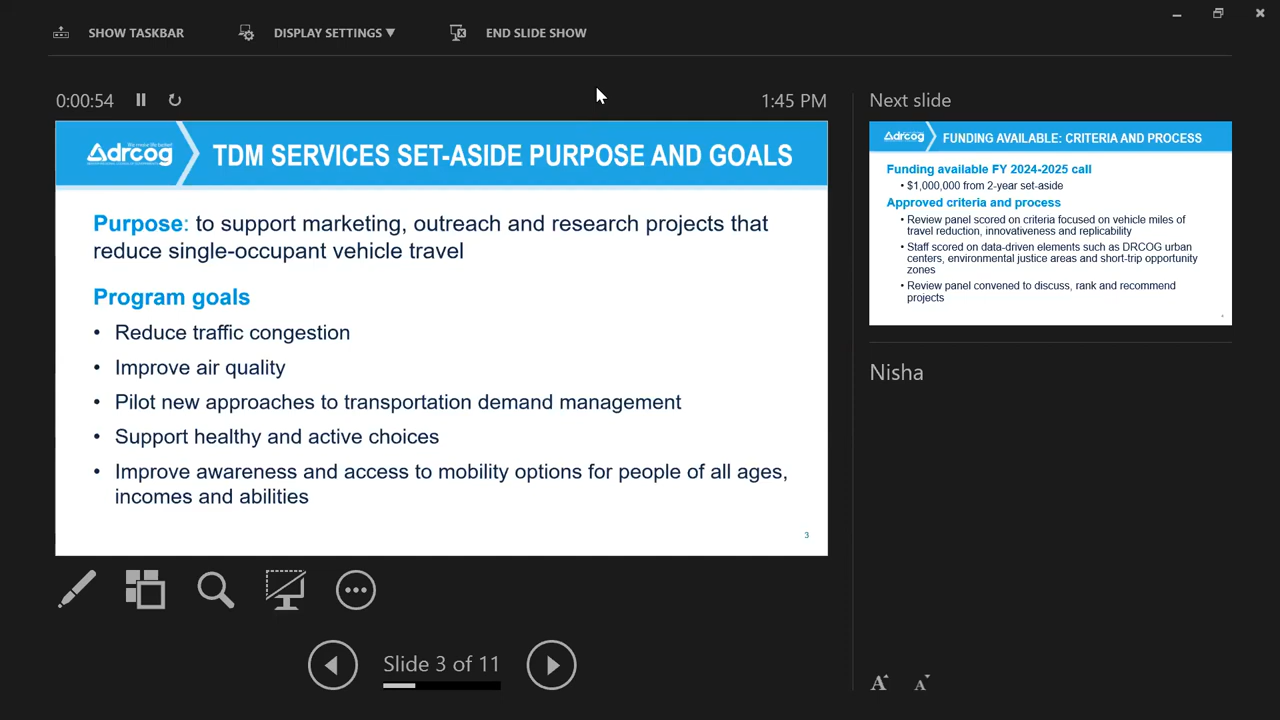 SHOW TASKBAR
DISPLAY SETTINGS ▼
END SLIDE SHOW
0:00:54
1:45 PM
drcog
TDM SERVICES SET-ASIDE PURPOSE AND GOALS
Purpose: to support marketing, outreach and research projects that
reduce single-occupant vehicle travel
Program goals
• Reduce traffic congestion
• Improve air quality
• Pilot new approaches to transportation demand management
• Support healthy and active choices
• Improve awareness and access to mobility options for people of all ages,
incomes and abilities
3
Slide 3 of 11
Next slide
drcog
FUNDING AVAILABLE: CRITERIA AND PROCESS
Funding available FY 2024-2025 call
• $1,000,000 from 2-year set-aside
Approved criteria and process
• Review panel scored on criteria focused on vehicle miles of
travel reduction, innovativeness and replicability
• Staff scored on data-driven elements such as DRCOG urban
centers, environmental justice areas and short-trip opportunity
zones
• Review panel convened to discuss, rank and recommend
projects
Nisha
A A